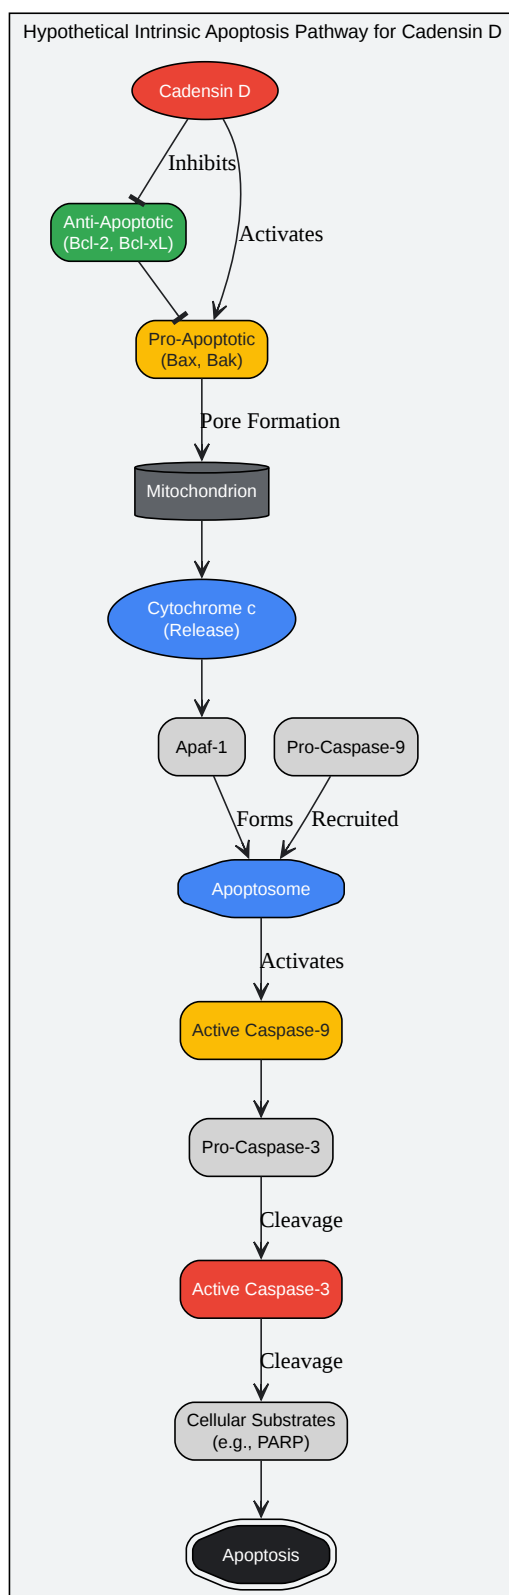 Hypothetical Intrinsic Apoptosis Pathway for Cadensin D
Cadensin D
Inhibits
Anti-Apoptotic
(Bcl-2, Bcl-xL)
Activates
Pro-Apoptotic
(Bax, Bak)
Pore Formation
Mitochondrion
Cytochrome c
(Release)
Apaf-1
Pro-Caspase-9
Forms
Recruited
Apoptosome
Activates
Active Caspase-9
Pro-Caspase-3
Cleavage
Active Caspase-3
Cleavage
Cellular Substrates
(e.g., PARP)
Apoptosis